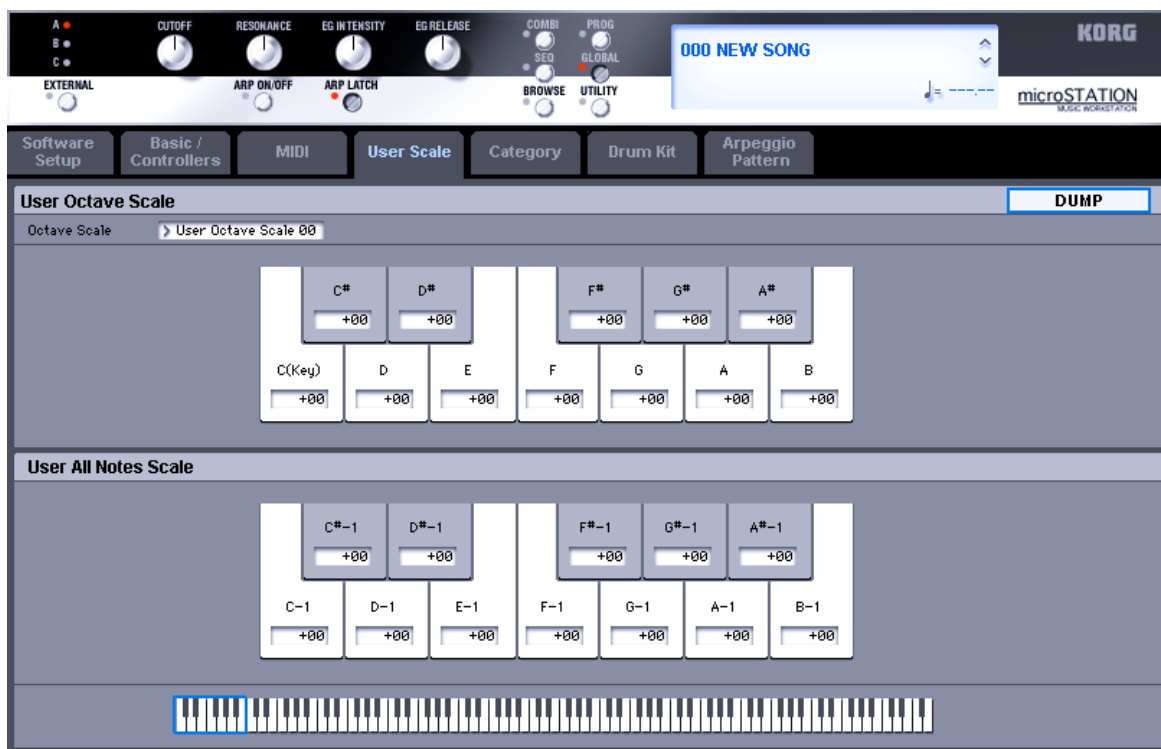 A
B
C
CUTOFF RESONANCE EG INTENSITY EG RELEASE
COMBI PROG
SEQ GLOBAL
EXTERNAL ARP ON/OFF ARP LATCH BROWSE UTILITY
000 NEW SONG
♩= ---.--
KORG
microSTATION
MUSIC WORKSTATION
Software Setup
Basic / Controllers
MIDI
User Scale
Category
Drum Kit
Arpeggio Pattern
User Octave Scale DUMP
Octave Scale User Octave Scale 00
C# D# F# G# A#
+00 +00 +00 +00 +00
C(Key) D E F G A B
+00 +00 +00 +00 +00 +00 +00
User All Notes Scale
C#-1 D#-1 F#-1 G#-1 A#-1
+00 +00 +00 +00 +00
C-1 D-1 E-1 F-1 G-1 A-1 B-1
+00 +00 +00 +00 +00 +00 +00